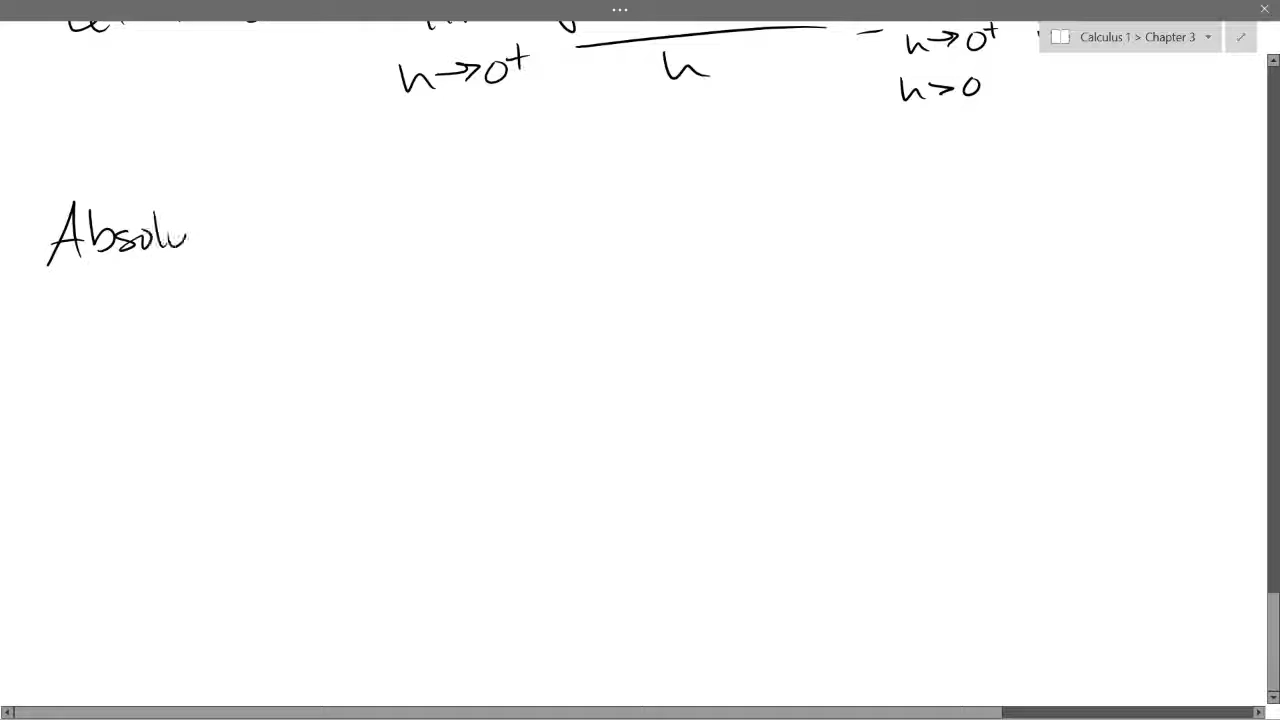 Calculus 1 > Chapter 3
h→0⁺
h
h→0⁺
h>0
Absolu